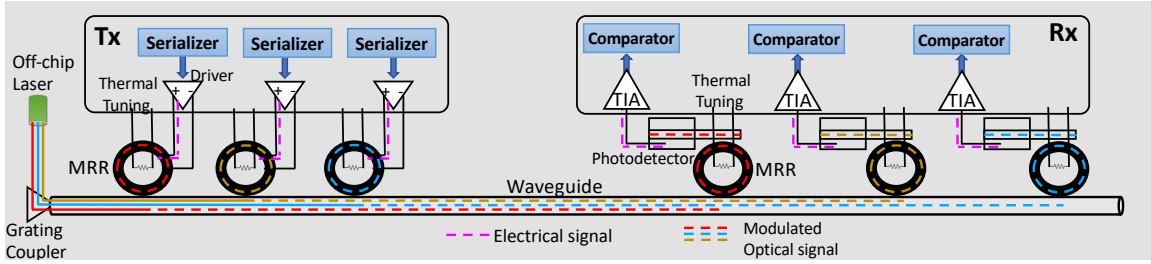 Tx
Serializer
Serializer
Serializer
Off-chip
Laser
Thermal
Tuning
Driver
+ -
+ -
+ -
MRR
Grating
Coupler
Waveguide
Comparator
Comparator
Comparator
Rx
TIA
Thermal
Tuning
TIA
TIA
Photodetector
MRR
Electrical signal
Modulated
Optical signal